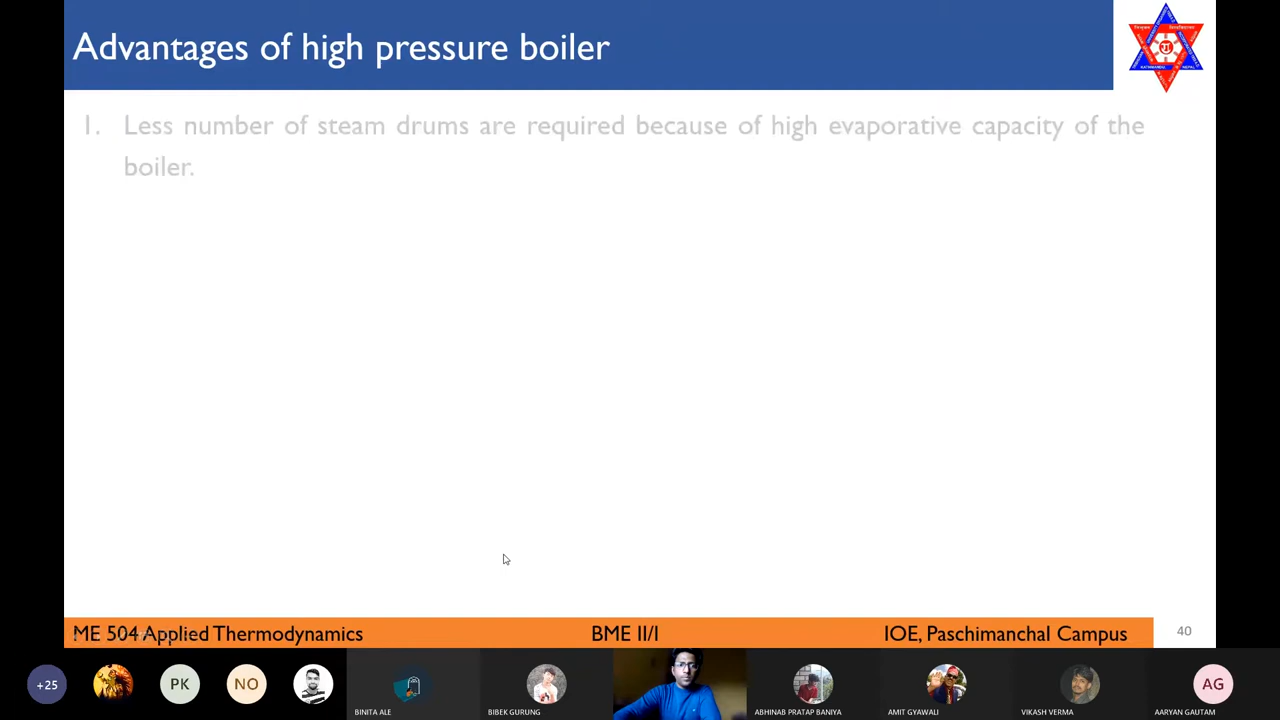 Advantages of high pressure boiler
1. Less number of steam drums are required because of high evaporative capacity of the
boiler.
ME 504 Applied Thermodynamics BME II/I IOE, Paschimanchal Campus 40
+25 PK NO AG
BINITA ALE BIBEK GURUNG ABHINAB PRATAP BANIYA AMIT GYAWALI VIKASH VERMA AARYAN GAUTAM